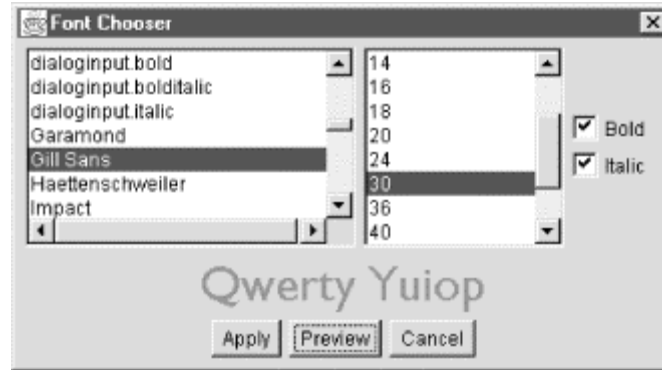 Font Chooser
dialoginput.bold
dialoginput.bolditalic
dialoginput.italic
Garamond
Gill Sans
Haettenschweiler
Impact
14
16
18
20
24
30
36
40
Bold
Italic
Qwerty Yuiop
Apply Preview Cancel